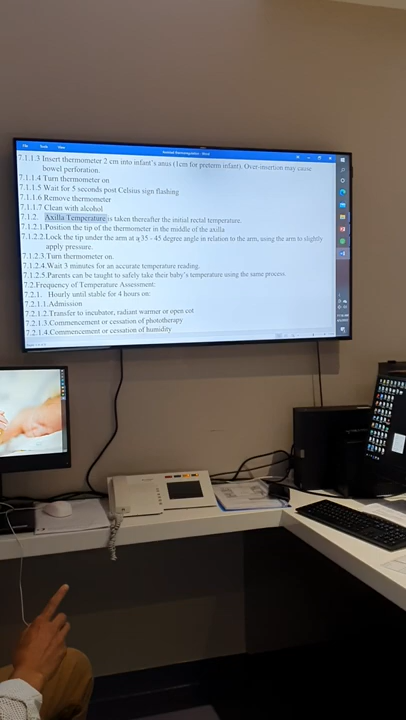 File Tools View
7.1.1.3 Insert thermometer 2 cm into infant's anus (1cm for preterm infant). Over-insertion may cause
bowel perforation.
7.1.1.4 Turn thermometer on
7.1.1.5 Wait for 5 seconds post Celsius sign flashing
7.1.1.6 Remove thermometer
7.1.1.7 Clean with alcohol
7.1.2. Axilla Temperature is taken thereafter the initial rectal temperature.
7.1.2.1.Position the tip of the thermometer in the middle of the axilla
7.1.2.2.Lock the tip under the arm at a 35 - 45 degree angle in relation to the arm, using the arm to slightly
apply pressure.
7.1.2.3.Turn thermometer on.
7.1.2.4.Wait 3 minutes for an accurate temperature reading.
7.1.2.5.Parents can be taught to safely take their baby's temperature using the same process.
7.2.Frequency of Temperature Assessment:
7.2.1. Hourly until stable for 4 hours on:
7.2.1.1.Admission
7.2.1.2.Transfer to incubator, radiant warmer or open cot
7.2.1.3.Commencement or cessation of phototherapy
7.2.1.4.Commencement or cessation of humidity